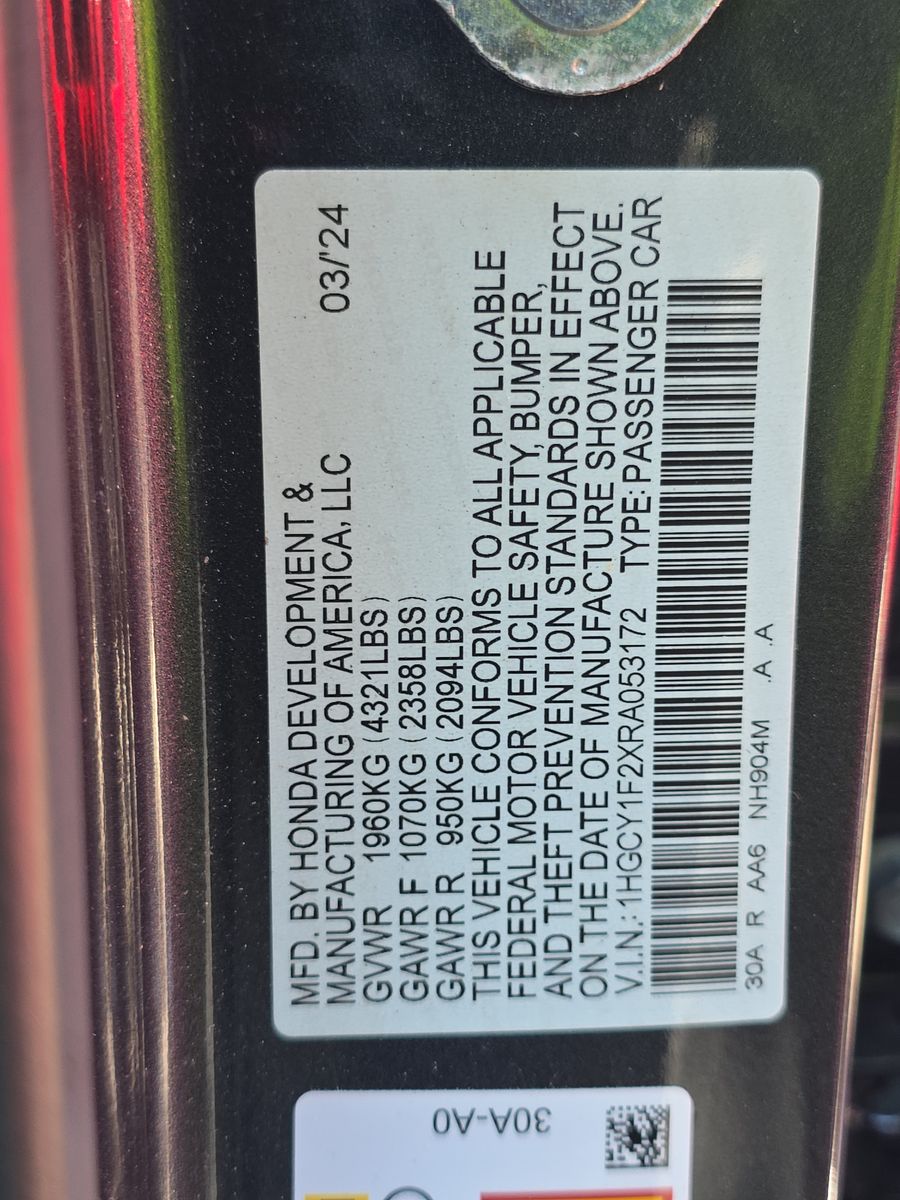 MFD. BY HONDA DEVELOPMENT &
MANUFACTURING OF AMERICA, LLC 03/'24
GVWR 1960KG (4321LBS)
GAWR F 1070KG (2358LBS)
GAWR R 950KG (2094LBS)
THIS VEHICLE CONFORMS TO ALL APPLICABLE
FEDERAL MOTOR VEHICLE SAFETY, BUMPER,
AND THEFT PREVENTION STANDARDS IN EFFECT
ON THE DATE OF MANUFACTURE SHOWN ABOVE.
V.I.N.:1HGCY1F2XRA053172 TYPE:PASSENGER CAR
30A R AA6 NH904M .A .A
30A-A0